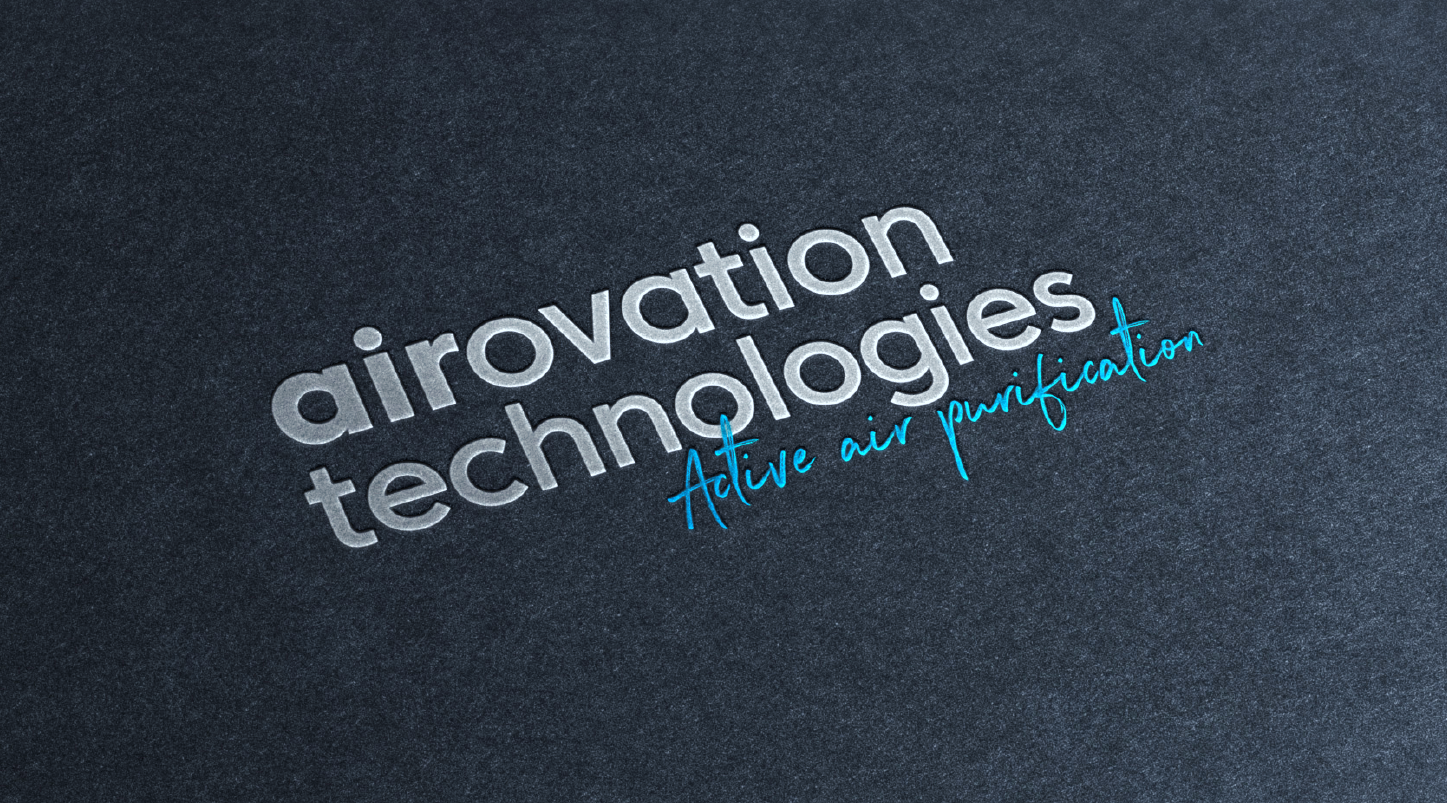 airovation
technologies
Active air purification